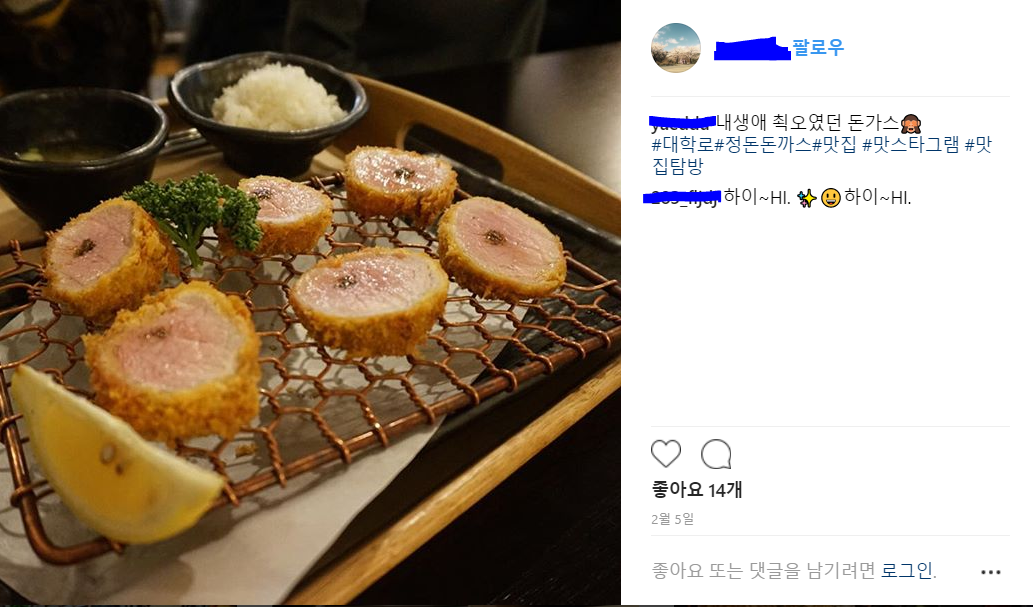 팔로우
내생애 최오였던 돈가스🙊
#대학로#정돈돈까스#맛집 #맛스타그램 #맛
집탐방
하이~HI. ✨😃하이~HI.
좋아요 14개
2월 5일
좋아요 또는 댓글을 남기려면 로그인.